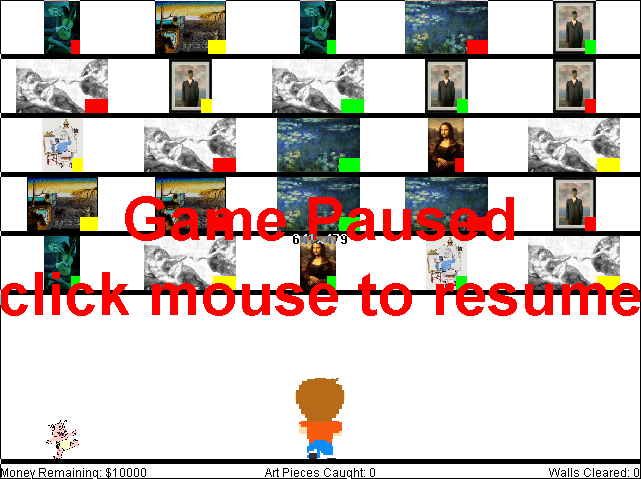 Game Paused
click mouse to resume
Money Remaining: $10000 Art Pieces Caught: 0 Walls Cleared: 0